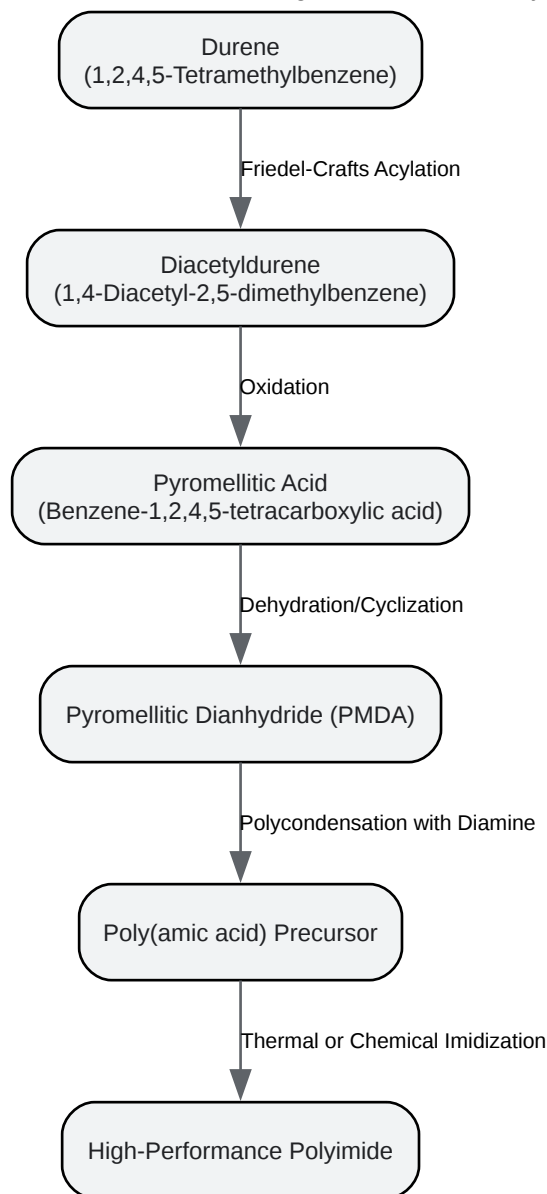 Durene
(1,2,4,5-Tetramethylbenzene)
Friedel-Crafts Acylation
Diacetyldurene
(1,4-Diacetyl-2,5-dimethylbenzene)
Oxidation
Pyromellitic Acid
(Benzene-1,2,4,5-tetracarboxylic acid)
Dehydration/Cyclization
Pyromellitic Dianhydride (PMDA)
Polycondensation with Diamine
Poly(amic acid) Precursor
Thermal or Chemical Imidization
High-Performance Polyimide